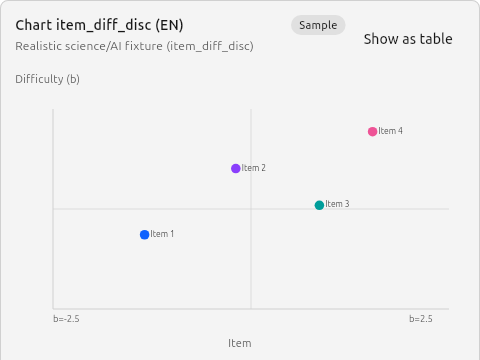 Chart item_diff_disc (EN)
Sample
Show as table
Realistic science/AI fixture (item_diff_disc)
Difficulty (b)
Item 4
Item 2
Item 3
Item 1
b=-2.5
b=2.5
Item